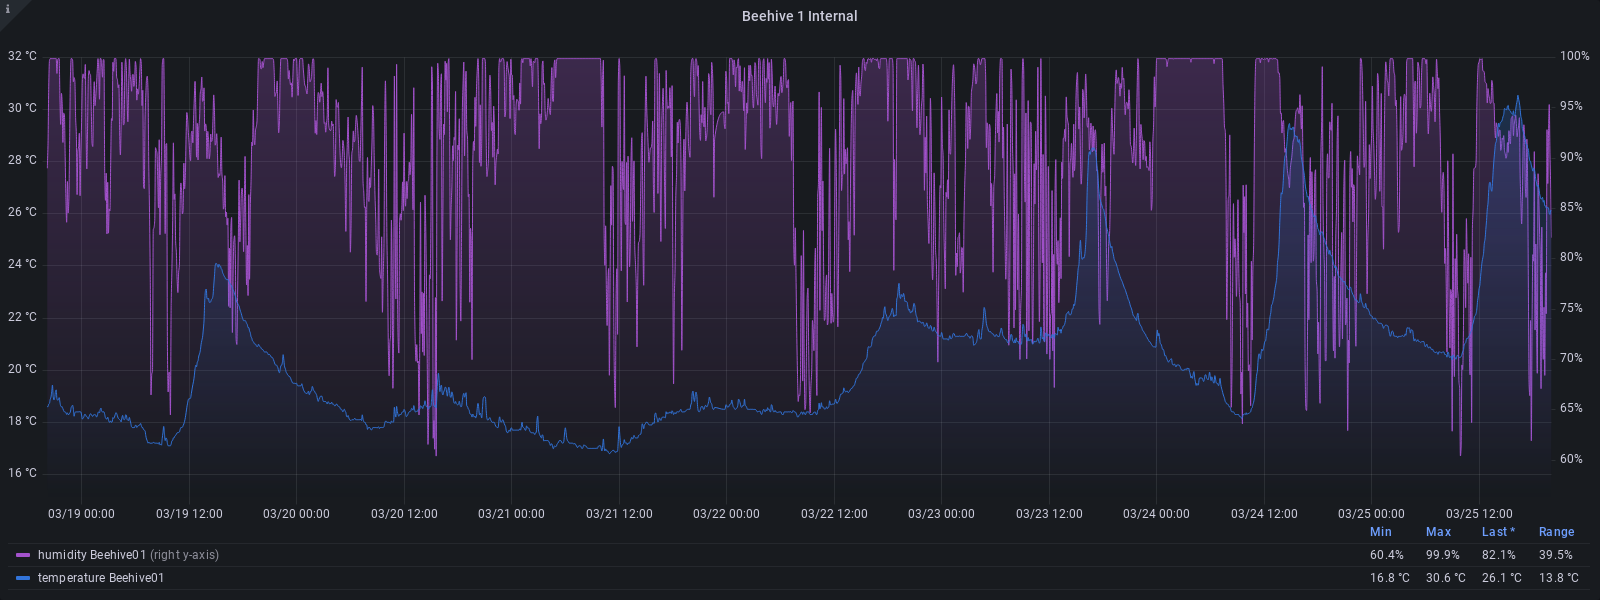 i
Beehive 1 Internal
32 °C
30 °C
28 °C
26 °C
24 °C
22 °C
20 °C
18 °C
16 °C
100%
95%
90%
85%
80%
75%
70%
65%
60%
03/19 00:00 03/19 12:00 03/20 00:00 03/20 12:00 03/21 00:00 03/21 12:00 03/22 00:00 03/22 12:00 03/23 00:00 03/23 12:00 03/24 00:00 03/24 12:00 03/25 00:00 03/25 12:00
Min Max Last * Range
humidity Beehive01 (right y-axis) 60.4% 99.9% 82.1% 39.5%
temperature Beehive01 16.8 °C 30.6 °C 26.1 °C 13.8 °C